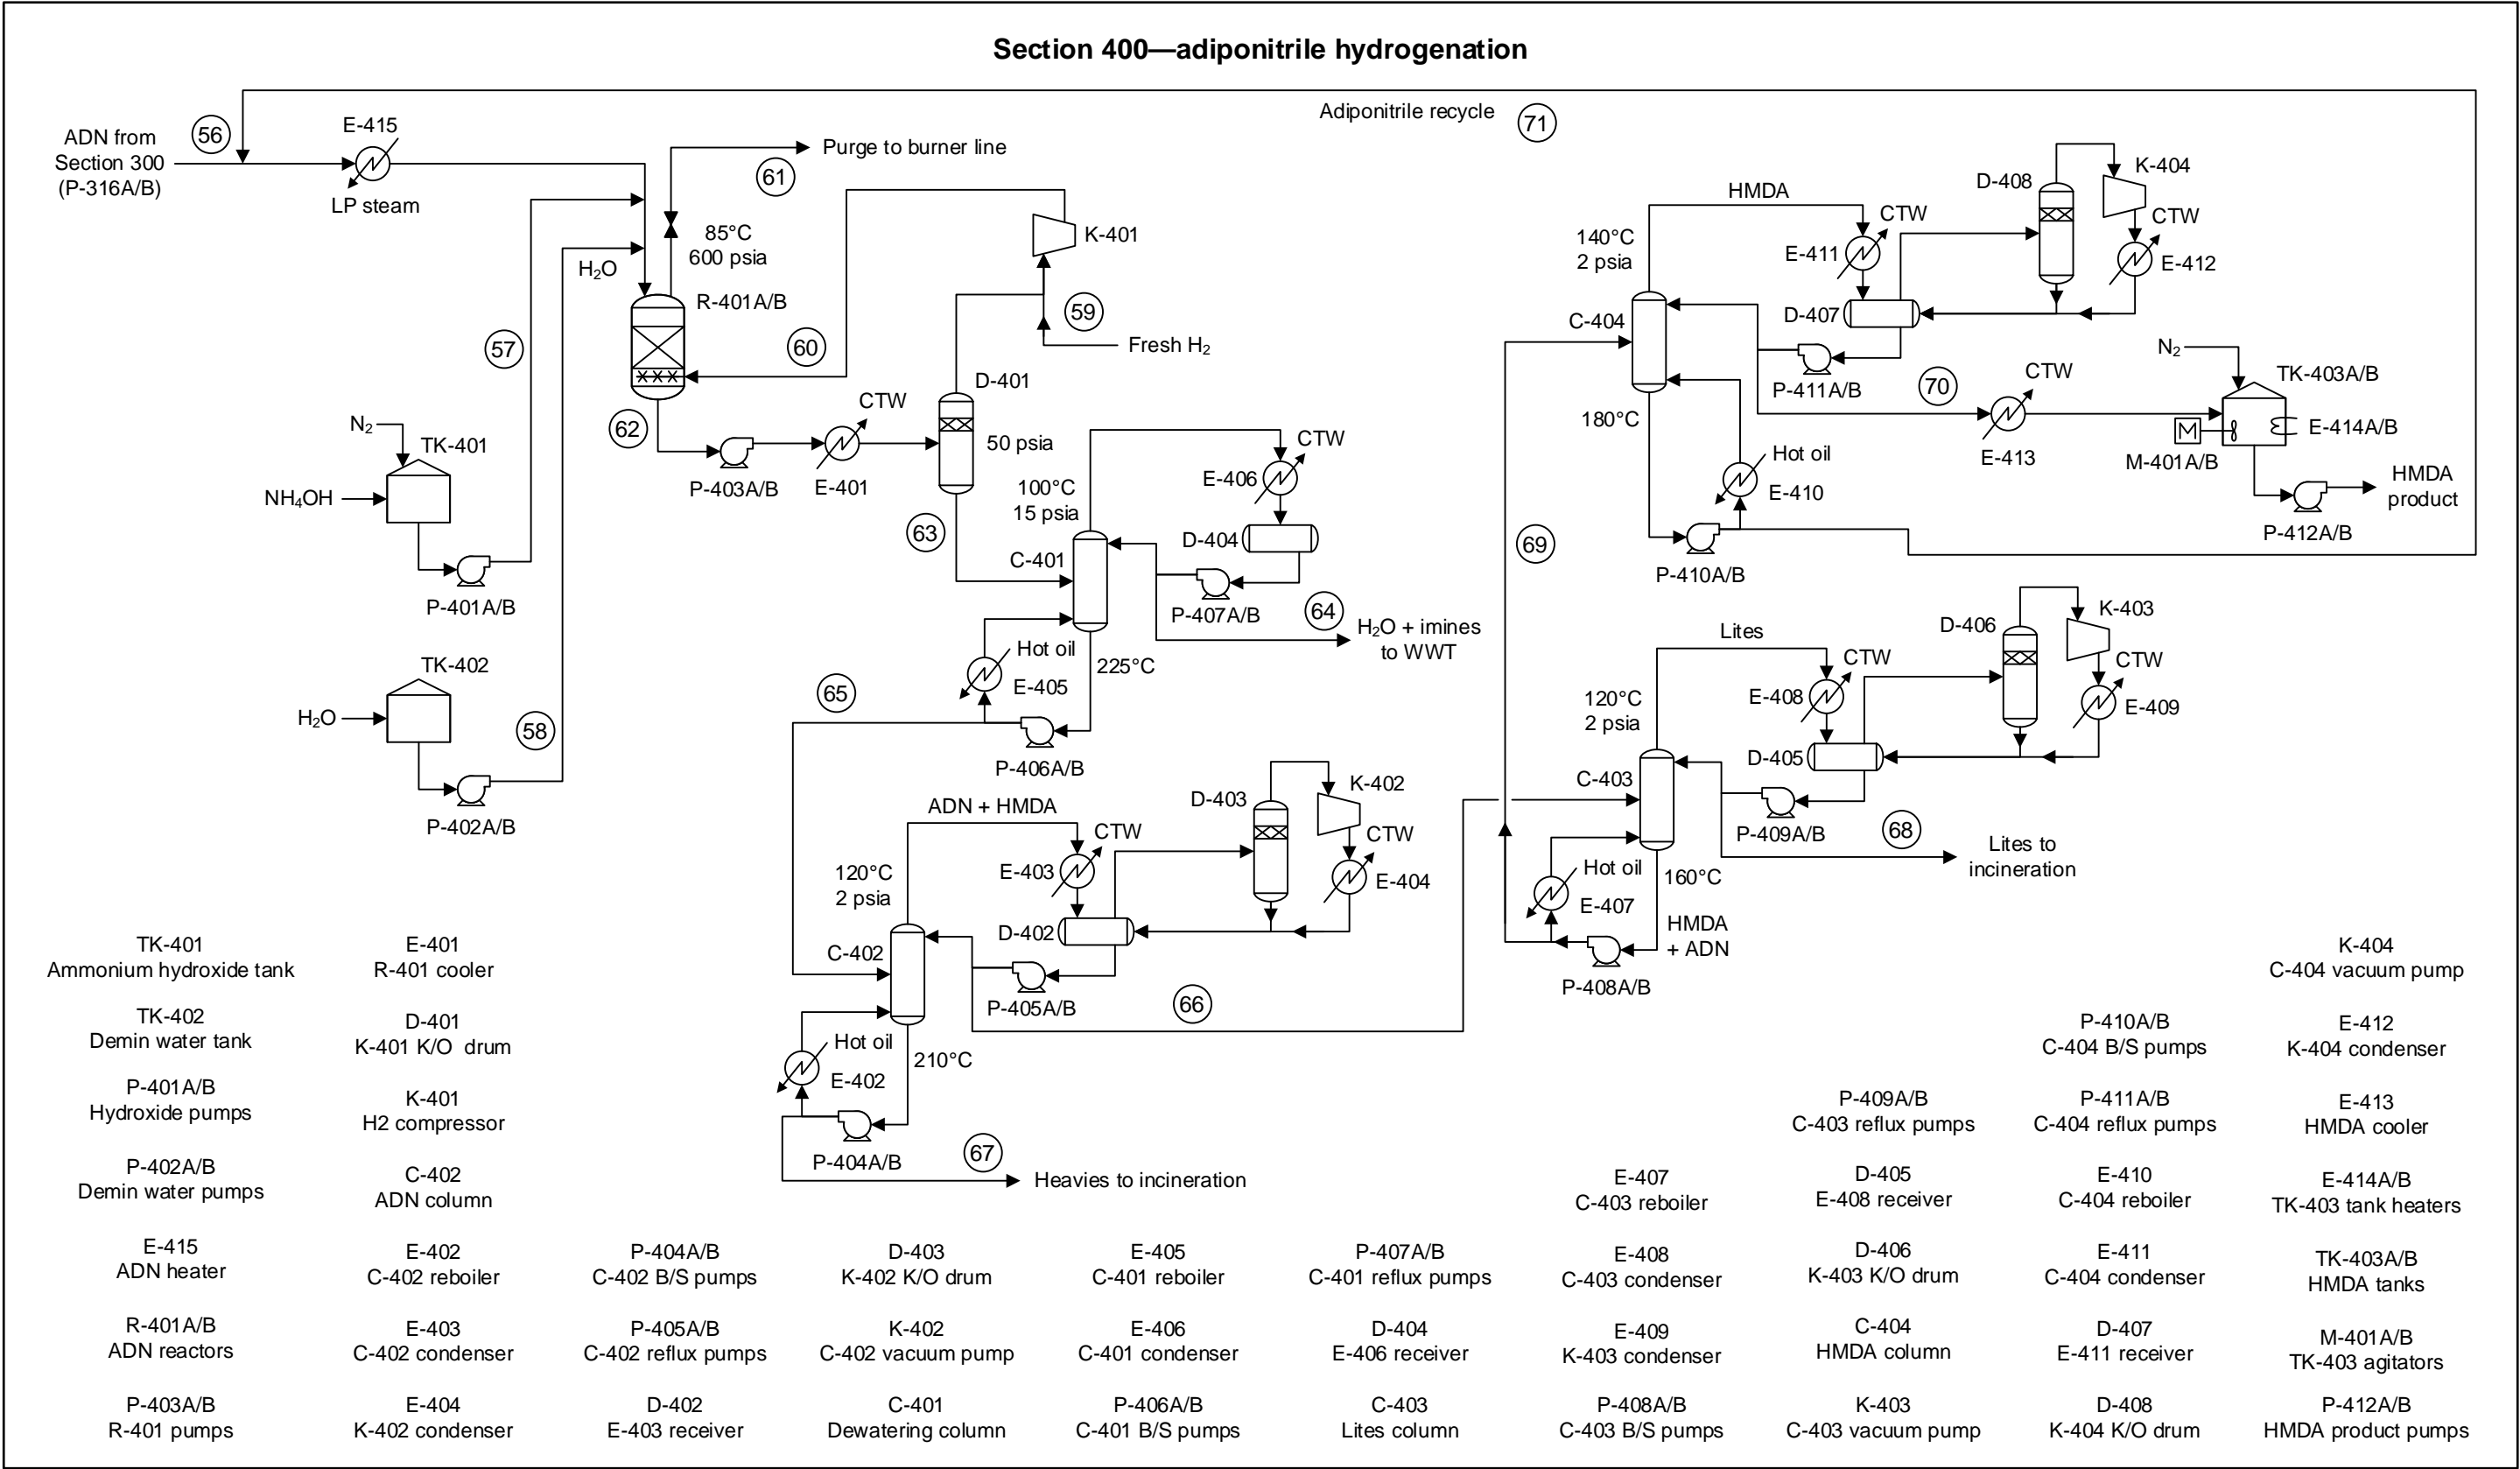 Section 400—adiponitrile hydrogenation
Adiponitrile recycle
71
56
ADN from
Section 300
(P-316A/B)
E-415
LP steam
Purge to burner line
61
85°C
600 psia
H₂O
R-401A/B
K-401
59
Fresh H₂
60
57
62
D-401
50 psia
CTW
P-403A/B
E-401
N₂
TK-401
NH₄OH
P-401A/B
TK-402
H₂O
58
P-402A/B
63
100°C
15 psia
C-401
CTW
E-406
D-404
P-407A/B
64
H₂O + imines
to WWT
Hot oil
E-405
225°C
65
P-406A/B
ADN + HMDA
120°C
2 psia
CTW
E-403
D-402
C-402
P-405A/B
D-403
K-402
CTW
E-404
66
Hot oil
E-402
210°C
P-404A/B
67
Heavies to incineration
HMDA
140°C
2 psia
CTW
E-411
D-407
C-404
P-411A/B
D-408
K-404
CTW
E-412
180°C
Hot oil
E-410
P-410A/B
69
70
CTW
E-413
N₂
TK-403A/B
E-414A/B
M
M-401A/B
HMDA
product
P-412A/B
Lites
120°C
2 psia
CTW
E-408
D-405
C-403
P-409A/B
D-406
K-403
CTW
E-409
68
Lites to
incineration
Hot oil
E-407
160°C
HMDA
+ ADN
P-408A/B
TK-401
Ammonium hydroxide tank
TK-402
Demin water tank
P-401A/B
Hydroxide pumps
P-402A/B
Demin water pumps
E-415
ADN heater
R-401A/B
ADN reactors
P-403A/B
R-401 pumps
E-401
R-401 cooler
D-401
K-401 K/O drum
K-401
H2 compressor
C-402
ADN column
E-402
C-402 reboiler
E-403
C-402 condenser
E-404
K-402 condenser
P-404A/B
C-402 B/S pumps
P-405A/B
C-402 reflux pumps
D-402
E-403 receiver
D-403
K-402 K/O drum
K-402
C-402 vacuum pump
C-401
Dewatering column
E-405
C-401 reboiler
E-406
C-401 condenser
P-406A/B
C-401 B/S pumps
P-407A/B
C-401 reflux pumps
D-404
E-406 receiver
C-403
Lites column
E-407
C-403 reboiler
E-408
C-403 condenser
E-409
K-403 condenser
P-408A/B
C-403 B/S pumps
P-409A/B
C-403 reflux pumps
D-405
E-408 receiver
D-406
K-403 K/O drum
C-404
HMDA column
K-403
C-403 vacuum pump
P-410A/B
C-404 B/S pumps
P-411A/B
C-404 reflux pumps
E-410
C-404 reboiler
E-411
C-404 condenser
D-407
E-411 receiver
D-408
K-404 K/O drum
K-404
C-404 vacuum pump
E-412
K-404 condenser
E-413
HMDA cooler
E-414A/B
TK-403 tank heaters
TK-403A/B
HMDA tanks
M-401A/B
TK-403 agitators
P-412A/B
HMDA product pumps